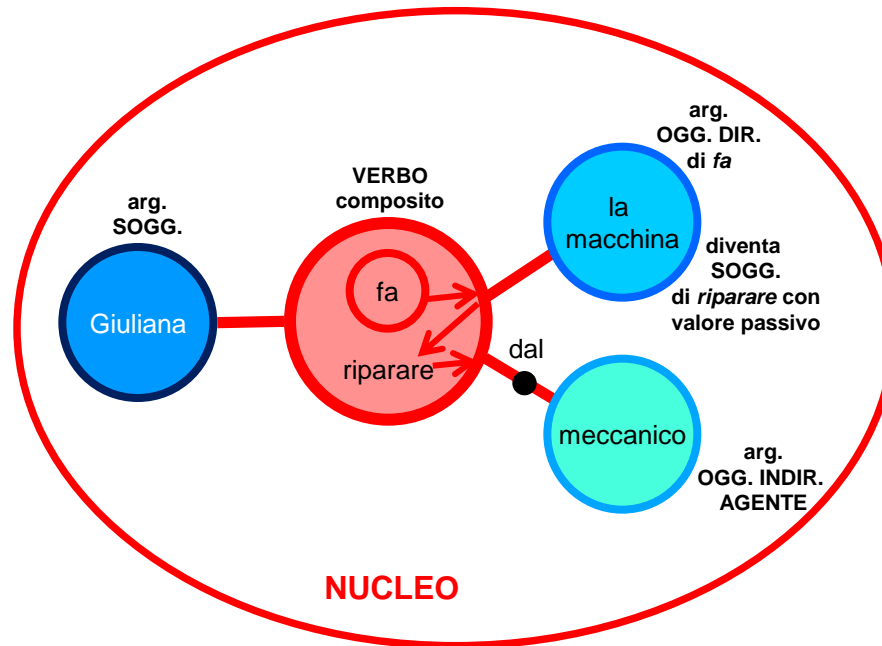 arg.
SOGG.
Giuliana
VERBO
composito
fa
riparare
arg.
OGG. DIR.
di fa
la
macchina
diventa
SOGG.
di riparare con
valore passivo
dal
meccanico
arg.
OGG. INDIR.
AGENTE
NUCLEO